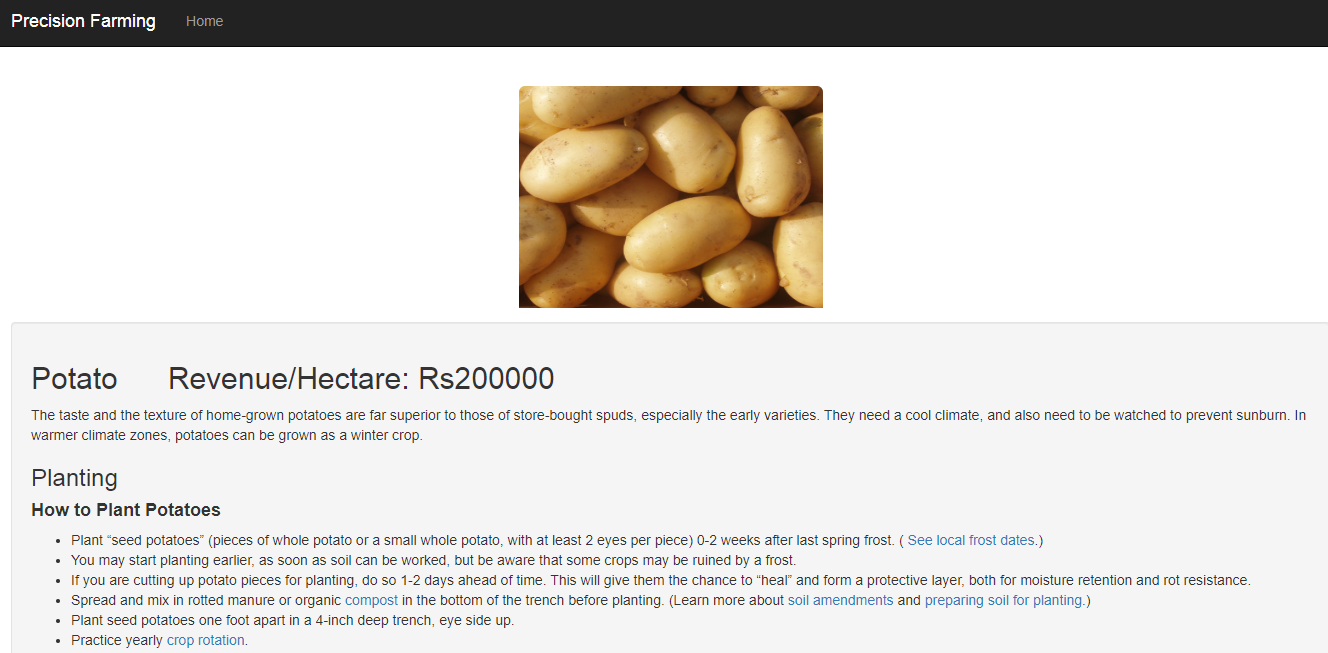 Precision Farming Home
Potato Revenue/Hectare: Rs200000
The taste and the texture of home-grown potatoes are far superior to those of store-bought spuds, especially the early varieties. They need a cool climate, and also need to be watched to prevent sunburn. In
warmer climate zones, potatoes can be grown as a winter crop.
Planting
How to Plant Potatoes
• Plant “seed potatoes” (pieces of whole potato or a small whole potato, with at least 2 eyes per piece) 0-2 weeks after last spring frost. ( See local frost dates.)
• You may start planting earlier, as soon as soil can be worked, but be aware that some crops may be ruined by a frost.
• If you are cutting up potato pieces for planting, do so 1-2 days ahead of time. This will give them the chance to “heal” and form a protective layer, both for moisture retention and rot resistance.
• Spread and mix in rotted manure or organic compost in the bottom of the trench before planting. (Learn more about soil amendments and preparing soil for planting.)
• Plant seed potatoes one foot apart in a 4-inch deep trench, eye side up.
• Practice yearly crop rotation.